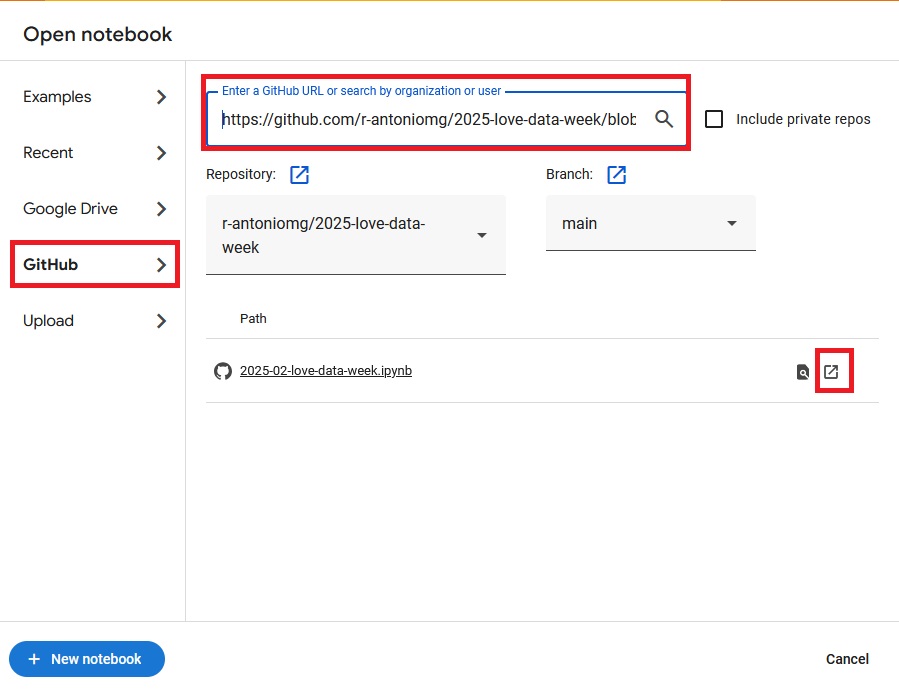 Open notebook
Examples
Recent
Google Drive
GitHub
Upload
Enter a GitHub URL or search by organization or user
https://github.com/r-antoniomg/2025-love-data-week/blob
Include private repos
Repository:
Branch:
r-antoniomg/2025-love-data-
week
main
Path
2025-02-love-data-week.ipynb
+ New notebook
Cancel